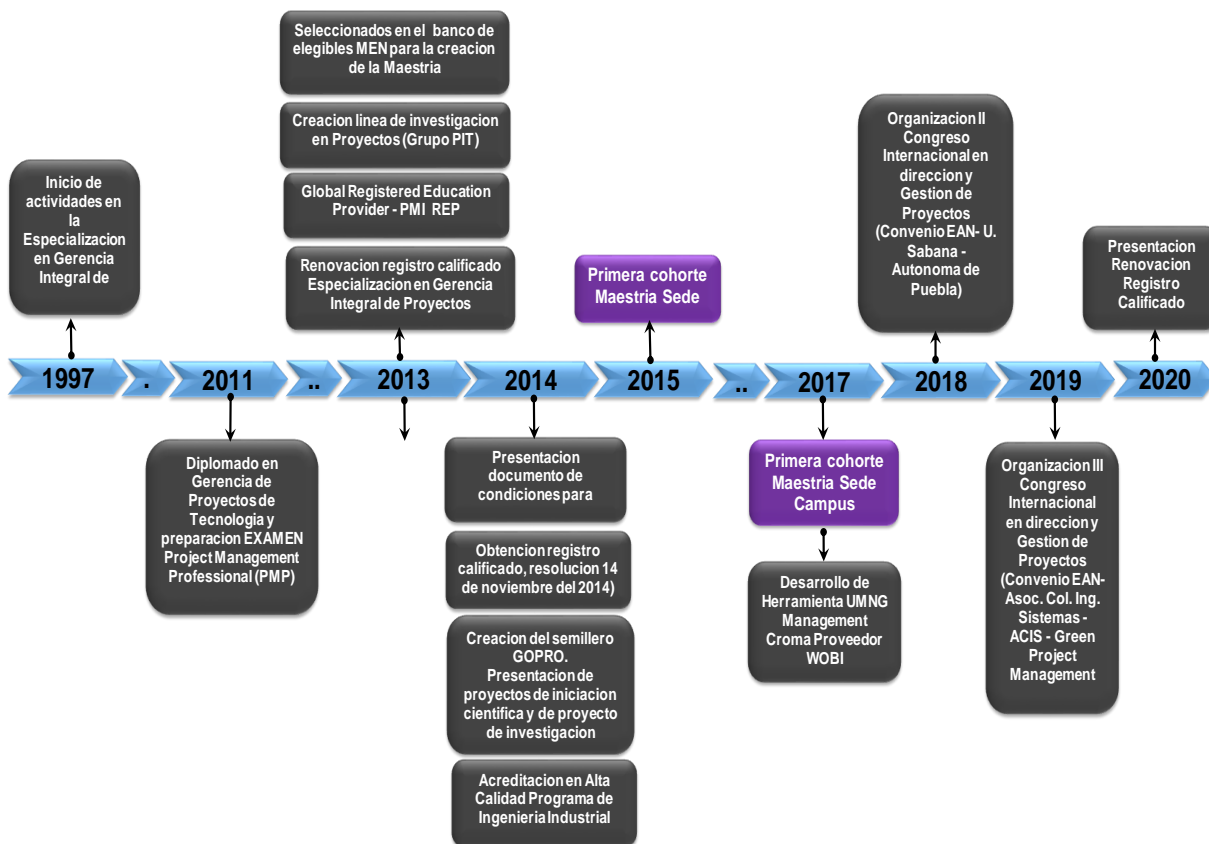 Seleccionados en el banco de
elegibles MEN para la creacion
de la Maestria
Creacion linea de investigacion
en Proyectos (Grupo PIT)
Global Registered Education
Provider - PMI REP
Renovacion registro calificado
Especializacion en Gerencia
Integral de Proyectos
Inicio de
actividades en
la
Especializacion
en Gerencia
Integral de
Primera cohorte
Maestria Sede
Organizacion II
Congreso
Internacional en
direccion y
Gestion de
Proyectos
(Convenio EAN- U.
Sabana -
Autonoma de
Puebla)
Presentacion
Renovacion
Registro
Calificado
1997 . 2011 .. 2013 2014 2015 .. 2017 2018 2019 2020
Diplomado en
Gerencia de
Proyectos de
Tecnologia y
preparacion EXAMEN
Project Management
Professional (PMP)
Presentacion
documento de
condiciones para
Obtencion registro
calificado, resolucion 14
de noviembre del 2014)
Creacion del semillero
GOPRO.
Presentacion de
proyectos de iniciacion
cientifica y de proyecto
de investigacion
Acreditacion en Alta
Calidad Programa de
Ingenieria Industrial
Primera cohorte
Maestria Sede
Campus
Desarrollo de
Herramienta UMNG
Management
Croma Proveedor
WOBI
Organizacion III
Congreso
Internacional
en direccion y
Gestion de
Proyectos
(Convenio EAN-
Asoc. Col. Ing.
Sistemas -
ACIS - Green
Project
Management